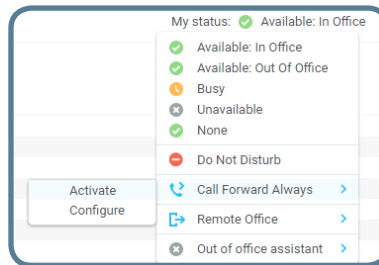 My status: Available: In Office
Available: In Office
Available: Out Of Office
Busy
Unavailable
None
Do Not Disturb
Call Forward Always
Activate
Configure
Remote Office
Out of office assistant